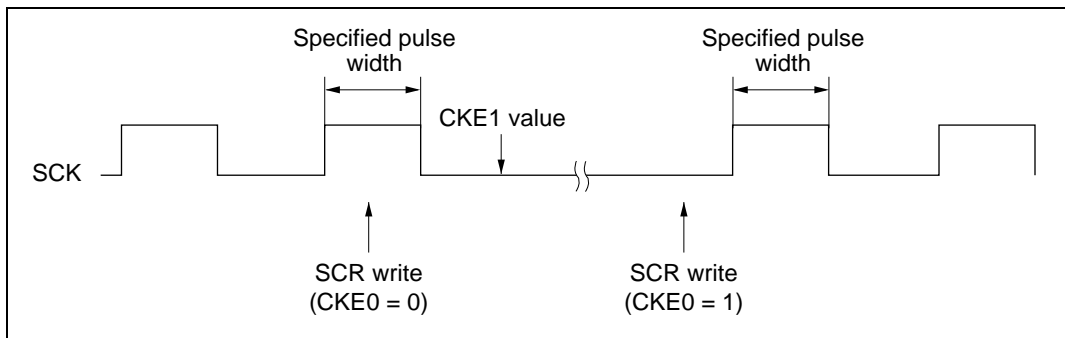 Specified pulse
width
Specified pulse
width
CKE1 value
SCK
SCR write
(CKE0 = 0)
SCR write
(CKE0 = 1)